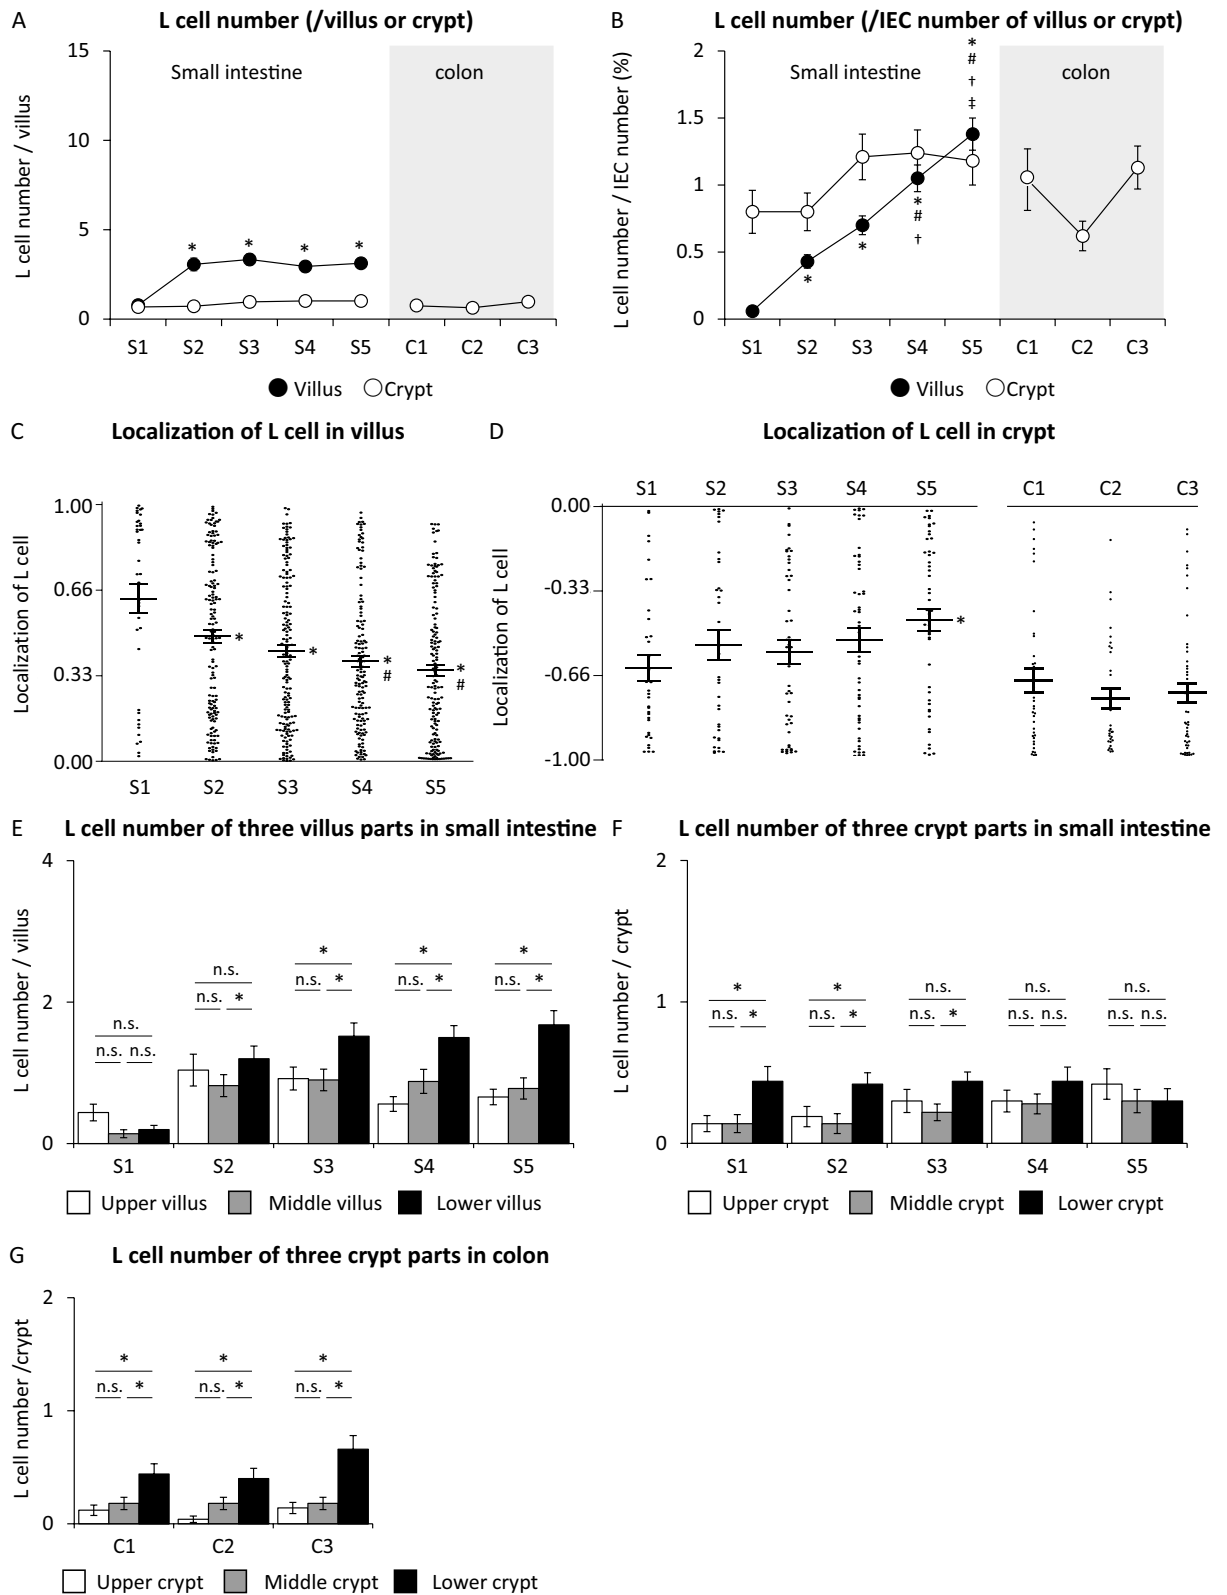 A
L cell number (/villus or crypt)
15
10
5
0
L cell number / villus
Small intestine
colon
*
*
*
*
S1 S2 S3 S4 S5 C1 C2 C3
Villus Crypt
B
L cell number (/IEC number of villus or crypt)
2
1.5
1
0.5
0
L cell number / IEC number (%)
Small intestine
colon
*
#
†
‡
*
#
†
*
*
S1 S2 S3 S4 S5 C1 C2 C3
Villus Crypt
C
Localization of L cell in villus
1.00
0.66
0.33
0.00
Localization of L cell
*
*
*
#
*
#
S1 S2 S3 S4 S5
D
Localization of L cell in crypt
S1 S2 S3 S4 S5 C1 C2 C3
0.00
-0.33
-0.66
-1.00
Localization of L cell
*
E
L cell number of three villus parts in small intestine
4
2
0
L cell number / villus
n.s.
n.s. n.s.
n.s.
n.s. *
*
n.s. *
*
n.s. *
*
n.s. *
S1 S2 S3 S4 S5
Upper villus Middle villus Lower villus
F
L cell number of three crypt parts in small intestine
2
1
0
L cell number / crypt
*
n.s. *
*
n.s. *
n.s.
n.s. *
n.s.
n.s. n.s.
n.s.
n.s. n.s.
S1 S2 S3 S4 S5
Upper crypt Middle crypt Lower crypt
G
L cell number of three crypt parts in colon
2
1
0
L cell number /crypt
*
n.s. *
*
n.s. *
*
n.s. *
C1 C2 C3
Upper crypt Middle crypt Lower crypt